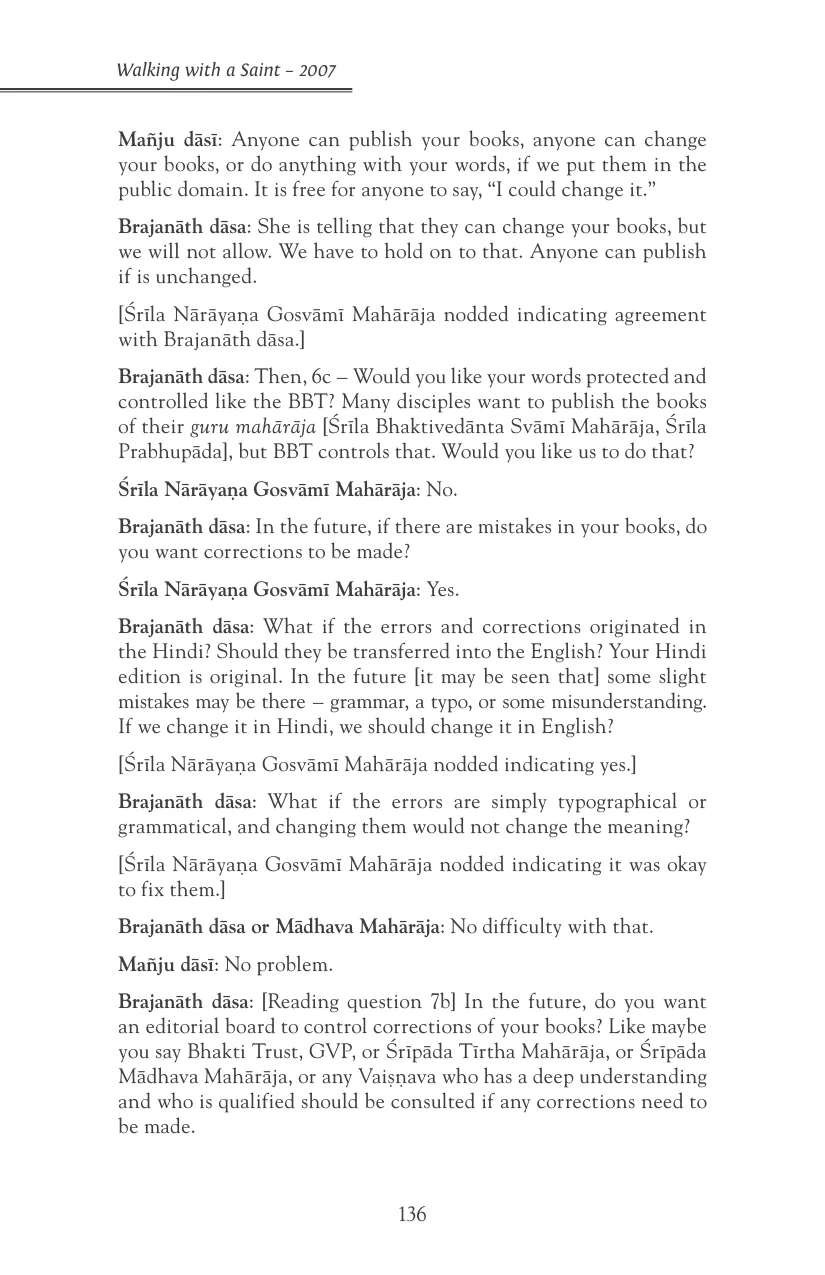 Walking with a Saint – 2007
Mañju dāsī: Anyone can publish your books, anyone can change
your books, or do anything with your words, if we put them in the
public domain. It is free for anyone to say, “I could change it.”
Brajanāth dāsa: She is telling that they can change your books, but
we will not allow. We have to hold on to that. Anyone can publish
if is unchanged.
[Śrīla Nārāyaṇa Gosvāmī Mahārāja nodded indicating agreement
with Brajanāth dāsa.]
Brajanāth dāsa: Then, 6c – Would you like your words protected and
controlled like the BBT? Many disciples want to publish the books
of their guru mahārāja [Śrīla Bhaktivedānta Svāmī Mahārāja, Śrīla
Prabhupāda], but BBT controls that. Would you like us to do that?
Śrīla Nārāyaṇa Gosvāmī Mahārāja: No.
Brajanāth dāsa: In the future, if there are mistakes in your books, do
you want corrections to be made?
Śrīla Nārāyaṇa Gosvāmī Mahārāja: Yes.
Brajanāth dāsa: What if the errors and corrections originated in
the Hindi? Should they be transferred into the English? Your Hindi
edition is original. In the future [it may be seen that] some slight
mistakes may be there – grammar, a typo, or some misunderstanding.
If we change it in Hindi, we should change it in English?
[Śrīla Nārāyaṇa Gosvāmī Mahārāja nodded indicating yes.]
Brajanāth dāsa: What if the errors are simply typographical or
grammatical, and changing them would not change the meaning?
[Śrīla Nārāyaṇa Gosvāmī Mahārāja nodded indicating it was okay
to fix them.]
Brajanāth dāsa or Mādhava Mahārāja: No difficulty with that.
Mañju dāsī: No problem.
Brajanāth dāsa: [Reading question 7b] In the future, do you want
an editorial board to control corrections of your books? Like maybe
you say Bhakti Trust, GVP, or Śrīpāda Tīrtha Mahārāja, or Śrīpāda
Mādhava Mahārāja, or any Vaiṣṇava who has a deep understanding
and who is qualified should be consulted if any corrections need to
be made.
136